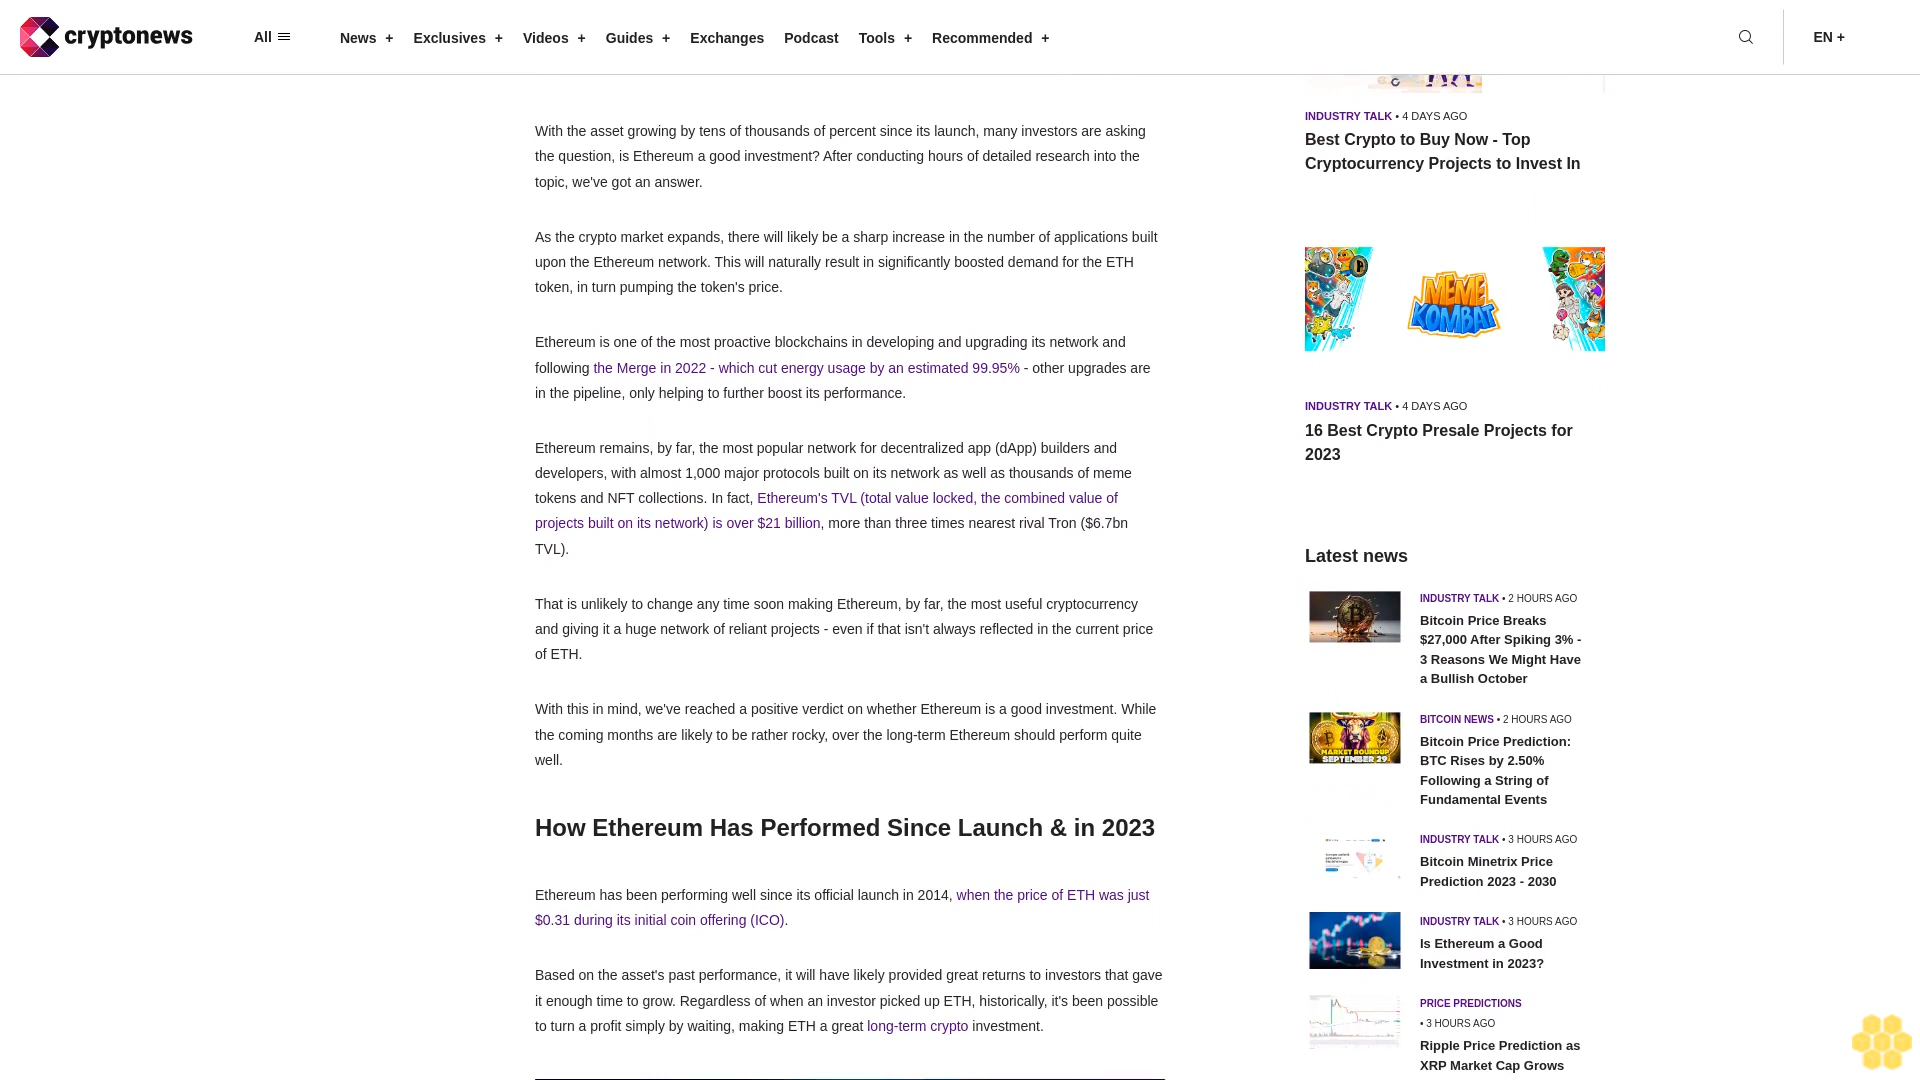 cryptonews
All
News +
Exclusives +
Videos +
Guides +
Exchanges
Podcast
Tools +
Recommended +
EN +
With the asset growing by tens of thousands of percent since its launch, many investors are asking
the question, is Ethereum a good investment? After conducting hours of detailed research into the
topic, we've got an answer.
As the crypto market expands, there will likely be a sharp increase in the number of applications built
upon the Ethereum network. This will naturally result in significantly boosted demand for the ETH
token, in turn pumping the token's price.
Ethereum is one of the most proactive blockchains in developing and upgrading its network and
following the Merge in 2022 - which cut energy usage by an estimated 99.95% - other upgrades are
in the pipeline, only helping to further boost its performance.
Ethereum remains, by far, the most popular network for decentralized app (dApp) builders and
developers, with almost 1,000 major protocols built on its network as well as thousands of meme
tokens and NFT collections. In fact, Ethereum's TVL (total value locked, the combined value of
projects built on its network) is over $21 billion, more than three times nearest rival Tron ($6.7bn
TVL).
That is unlikely to change any time soon making Ethereum, by far, the most useful cryptocurrency
and giving it a huge network of reliant projects - even if that isn't always reflected in the current price
of ETH.
With this in mind, we've reached a positive verdict on whether Ethereum is a good investment. While
the coming months are likely to be rather rocky, over the long-term Ethereum should perform quite
well.
How Ethereum Has Performed Since Launch & in 2023
Ethereum has been performing well since its official launch in 2014, when the price of ETH was just
$0.31 during its initial coin offering (ICO).
Based on the asset's past performance, it will have likely provided great returns to investors that gave
it enough time to grow. Regardless of when an investor picked up ETH, historically, it's been possible
to turn a profit simply by waiting, making ETH a great long-term crypto investment.
INDUSTRY TALK • 4 DAYS AGO
Best Crypto to Buy Now - Top
Cryptocurrency Projects to Invest In
MEME
KOMBAT
INDUSTRY TALK • 4 DAYS AGO
16 Best Crypto Presale Projects for
2023
Latest news
INDUSTRY TALK • 2 HOURS AGO
Bitcoin Price Breaks
$27,000 After Spiking 3% -
3 Reasons We Might Have
a Bullish October
MARKET ROUNDUP
SEPTEMBER 29
BITCOIN NEWS • 2 HOURS AGO
Bitcoin Price Prediction:
BTC Rises by 2.50%
Following a String of
Fundamental Events
INDUSTRY TALK • 3 HOURS AGO
Bitcoin Minetrix Price
Prediction 2023 - 2030
INDUSTRY TALK • 3 HOURS AGO
Is Ethereum a Good
Investment in 2023?
PRICE PREDICTIONS
• 3 HOURS AGO
Ripple Price Prediction as
XRP Market Cap Grows